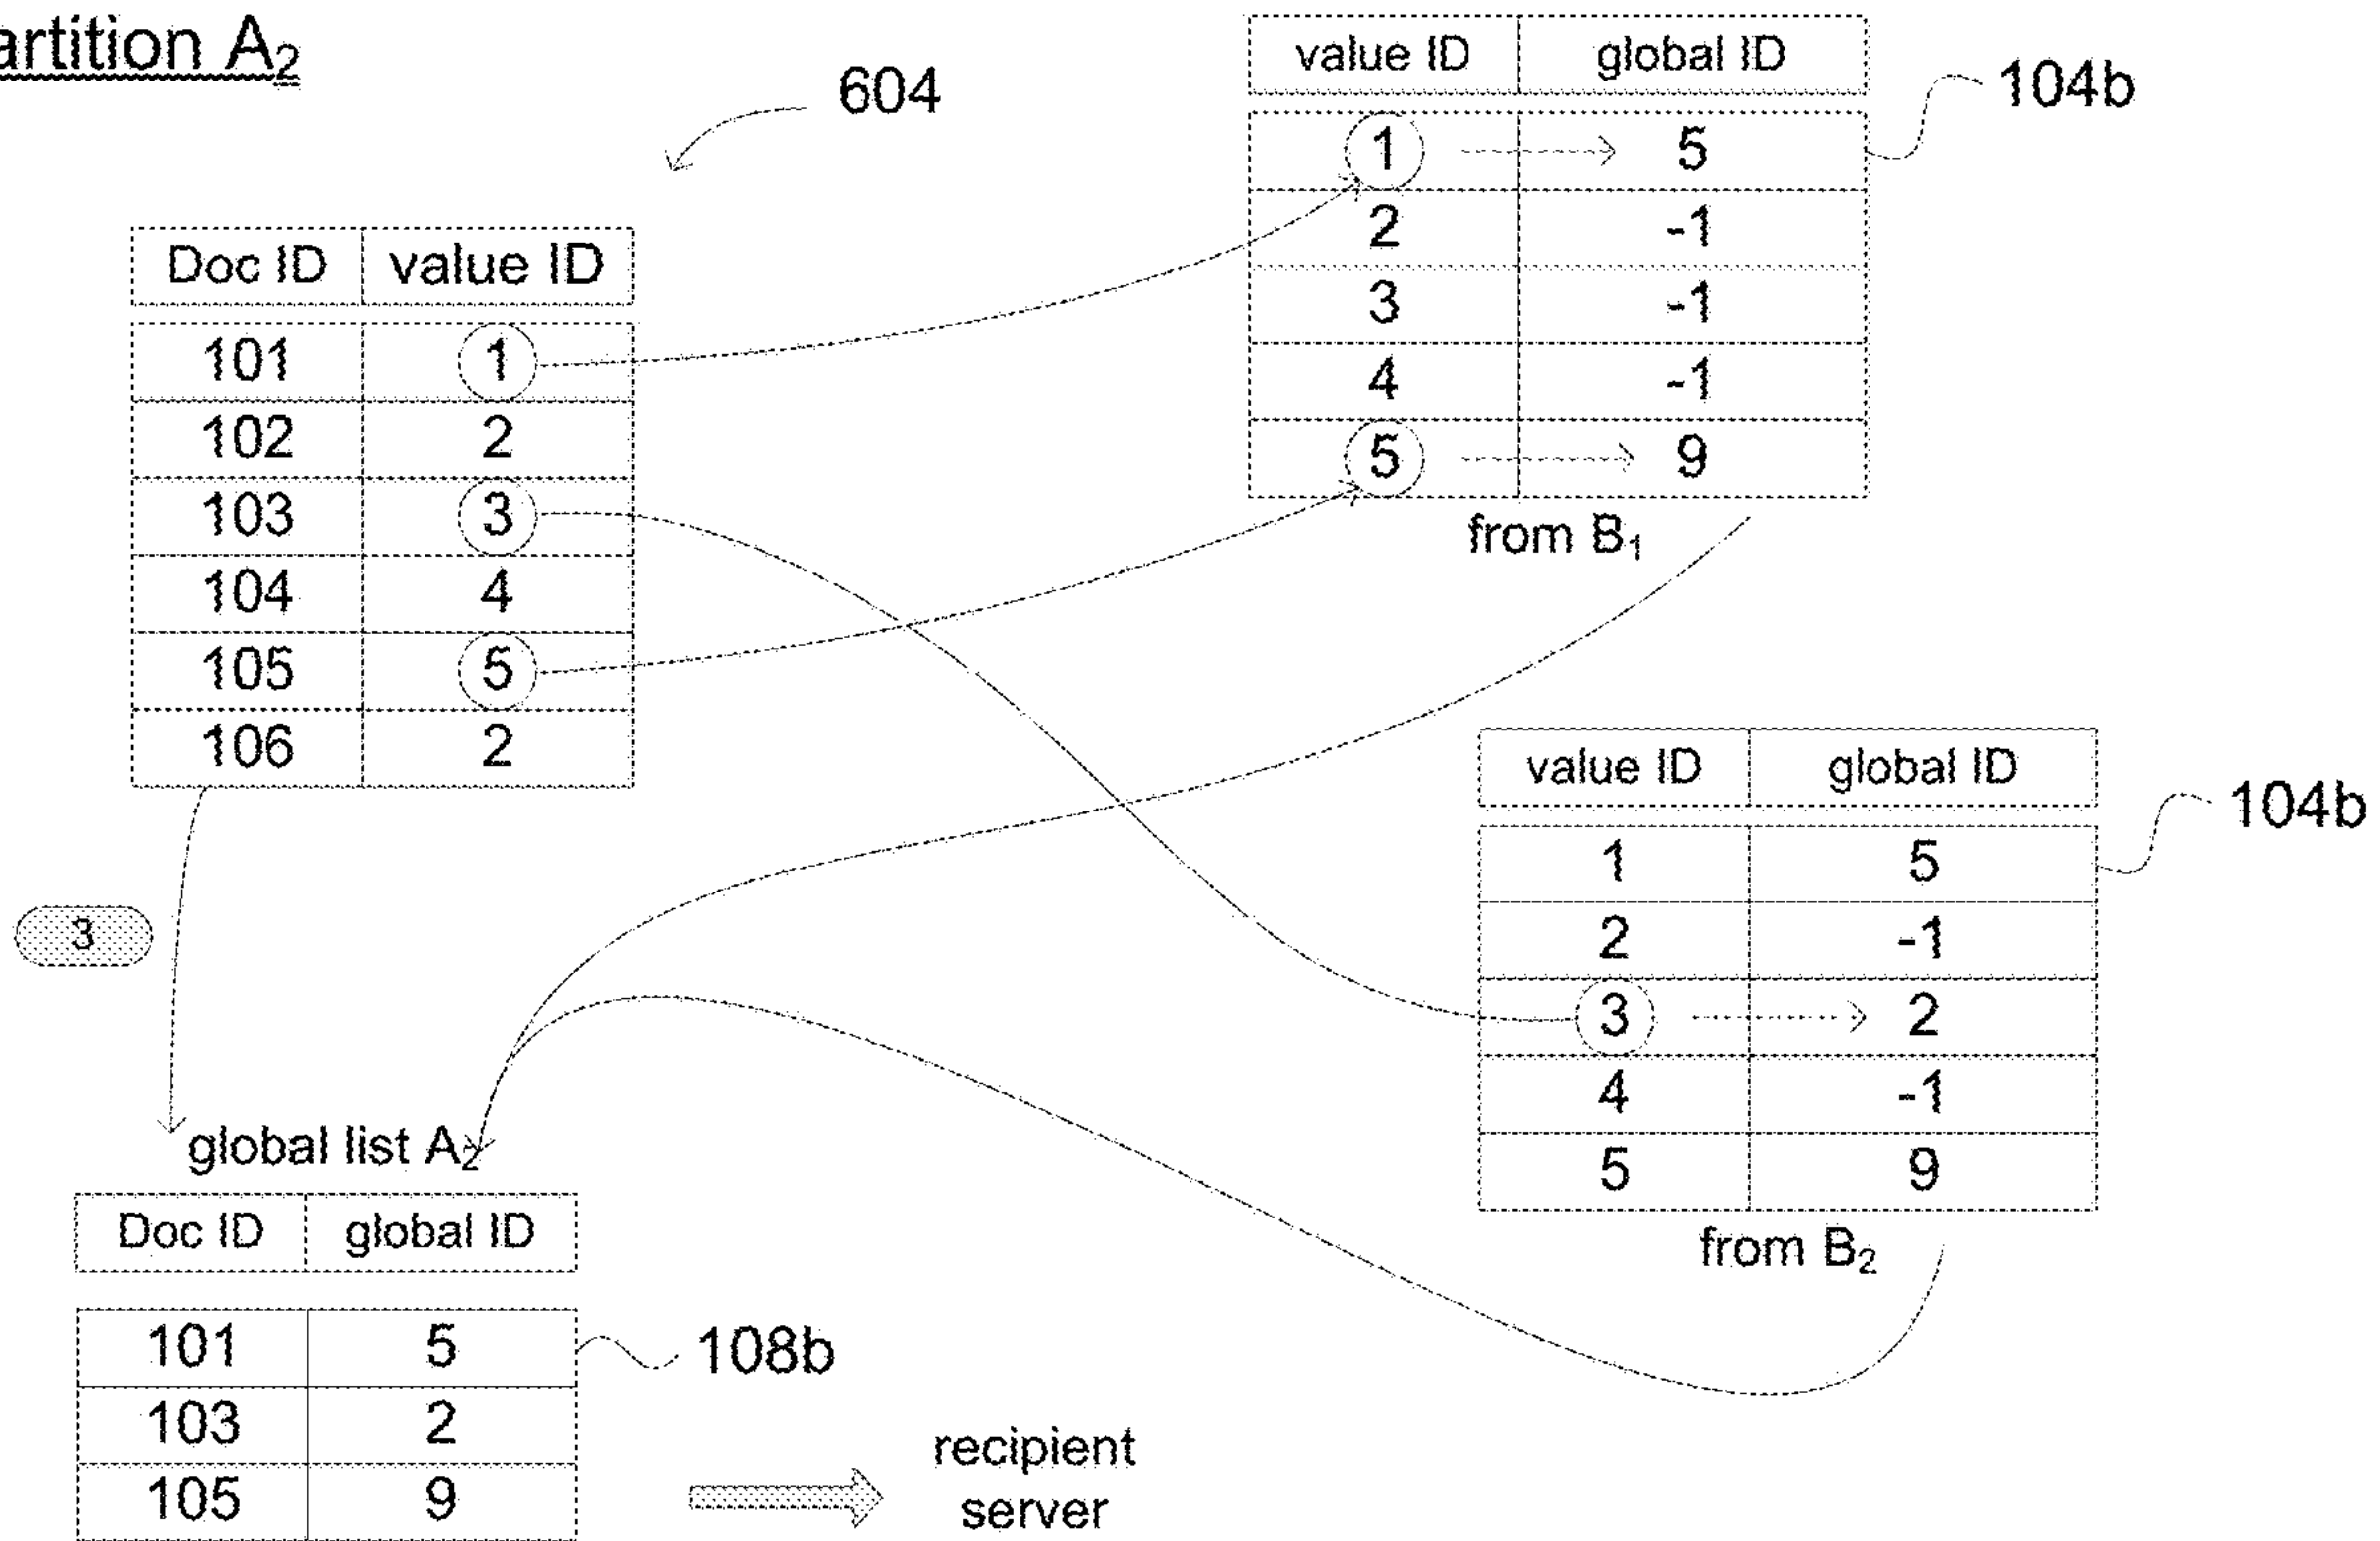 artition A₂
604
Doc ID value ID
101 1
102 2
103 3
104 4
105 5
106 2
value ID global ID
104b
1 5
2 -1
3 -1
4 -1
5 9
from B₁
value ID global ID
104b
1 5
2 -1
3 2
4 -1
5 9
from B₂
3
global list A₂
Doc ID global ID
101 5
103 2
105 9
108b
recipient
server